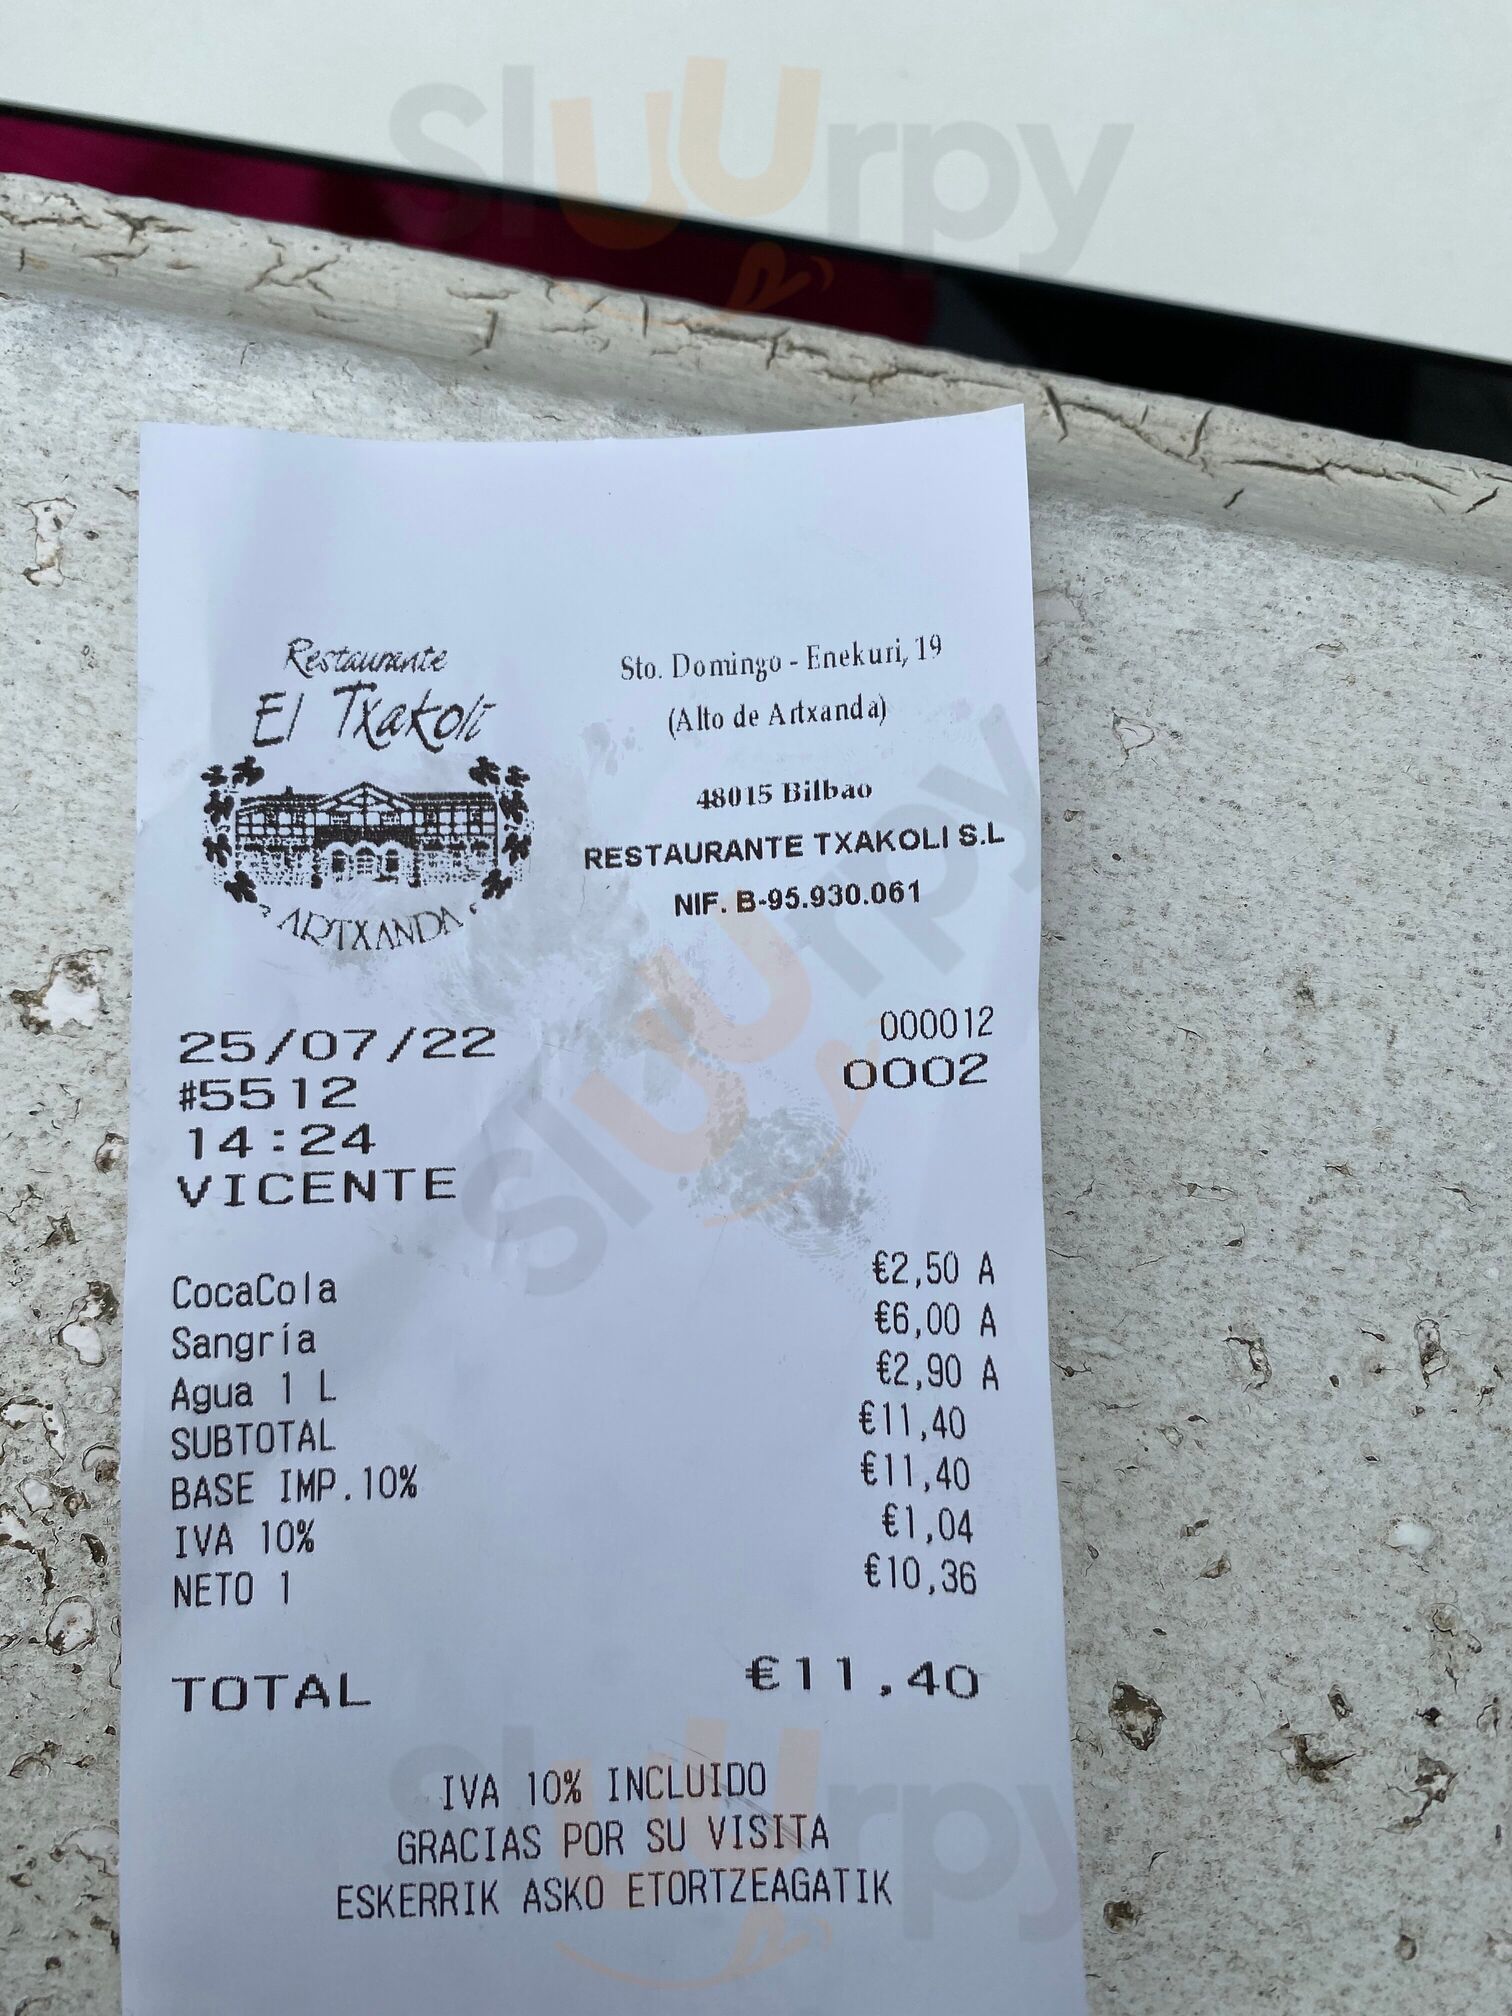 sluurpy
Restaurante
El Txakoli
ARTXANDA
Sto. Domingo - Enekuri, 19
(Alto de Artxanda)
48015 Bilbao
RESTAURANTE TXAKOLI S.L
NIF. B-95.930.061
25/07/22 000012
#5512 0002
14:24
VICENTE
sluurpy
CocaCola €2,50 A
Sangría €6,00 A
Agua 1 L €2,90 A
SUBTOTAL €11,40
BASE IMP.10% €11,40
IVA 10% €1,04
NETO 1 €10,36
TOTAL €11,40
IVA 10% INCLUIDO
GRACIAS POR SU VISITA
ESKERRIK ASKO ETORTZEAGATIK
sluurpy